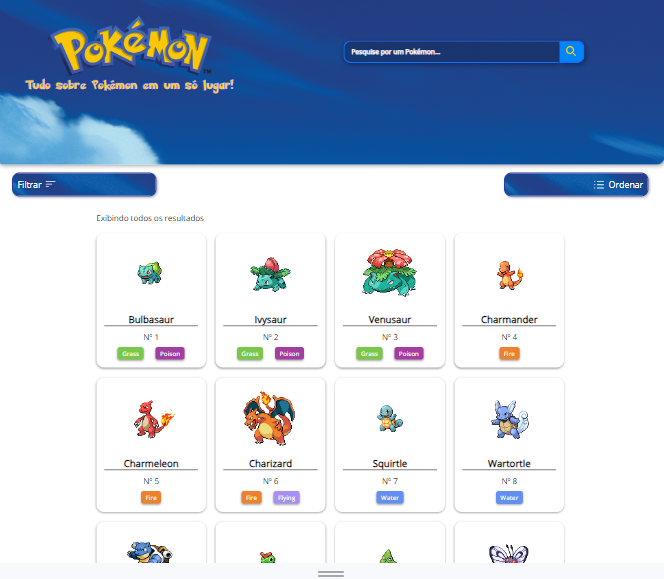 POKéMON
TM
Tudo sobre Pokémon em um só lugar!
Pesquise por um Pokémon...
Filtrar
Ordenar
Exibindo todos os resultados
Bulbasaur
Nº 1
Grass Poison
Ivysaur
Nº 2
Grass Poison
Venusaur
Nº 3
Grass Poison
Charmander
Nº 4
Fire
Charmeleon
Nº 5
Fire
Charizard
Nº 6
Fire Flying
Squirtle
Nº 7
Water
Wartortle
Nº 8
Water